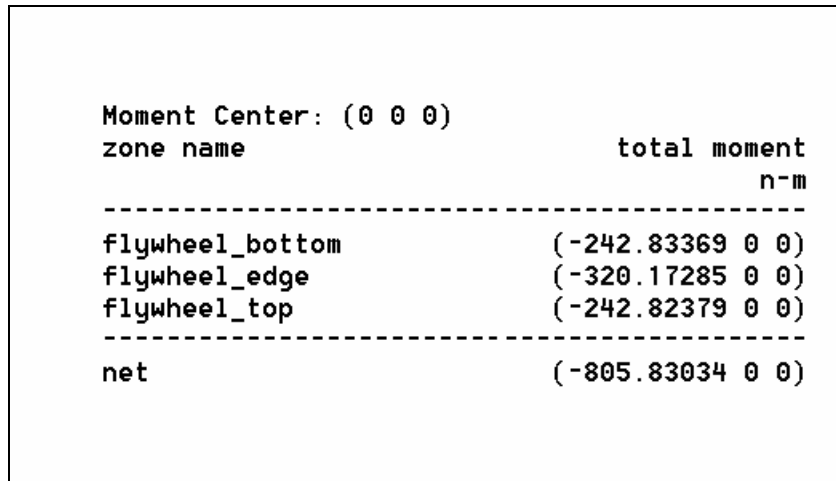 Moment Center: (0 0 0)
zone name total moment
n-m
--------------------------------------------
flywheel_bottom (-242.83369 0 0)
flywheel_edge (-320.17285 0 0)
flywheel_top (-242.82379 0 0)
--------------------------------------------
net (-805.83034 0 0)